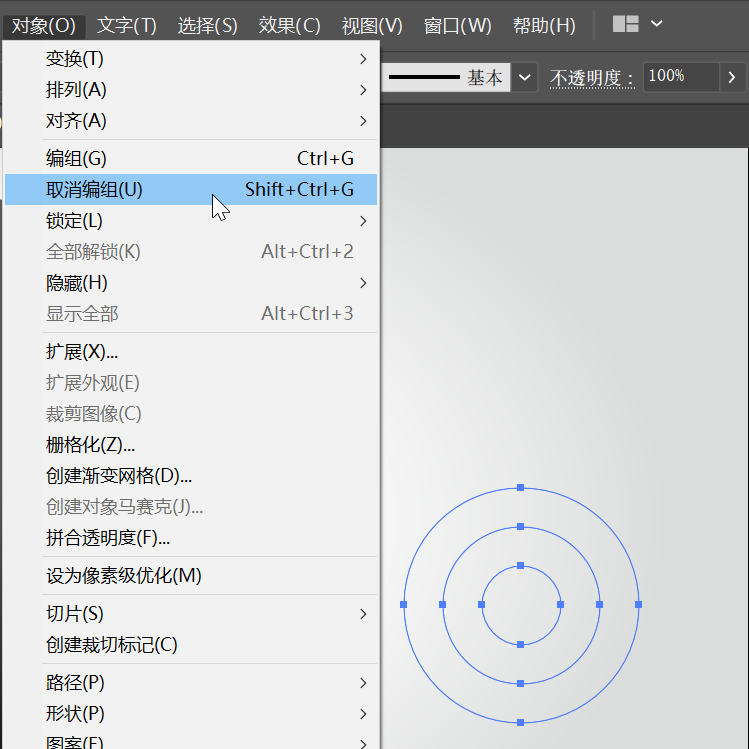 对象(O) 文字(T) 选择(S) 效果(C) 视图(V) 窗口(W) 帮助(H)
基本 不透明度： 100%
变换(T)
排列(A)
对齐(A)
编组(G) Ctrl+G
取消编组(U) Shift+Ctrl+G
锁定(L)
全部解锁(K) Alt+Ctrl+2
隐藏(H)
显示全部 Alt+Ctrl+3
扩展(X)...
扩展外观(E)
裁剪图像(C)
栅格化(Z)...
创建渐变网格(D)...
创建对象马赛克(J)...
拼合透明度(F)...
设为像素级优化(M)
切片(S)
创建裁切标记(C)
路径(P)
形状(P)
图案(E)